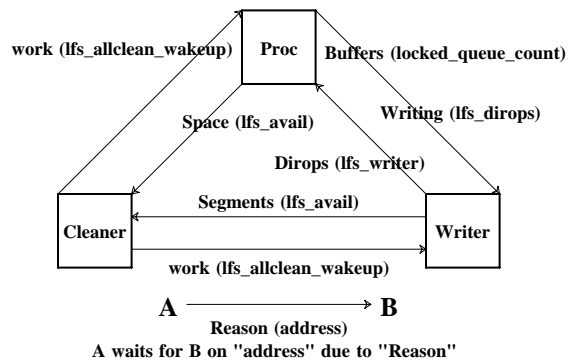 work (lfs_allclean_wakeup)
Proc
Buffers (locked_queue_count)
Writing (lfs_dirops)
Space (lfs_avail)
Dirops (lfs_writer)
Segments (lfs_avail)
Cleaner
Writer
work (lfs_allclean_wakeup)
A
B
Reason (address)
A waits for B on "address" due to "Reason"